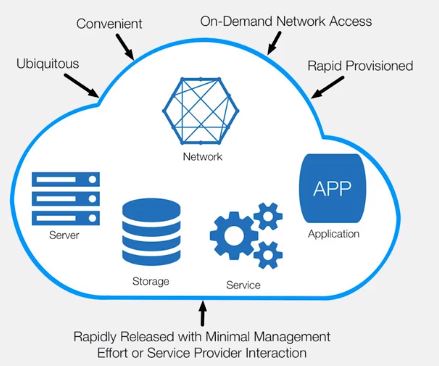 Convenient
On-Demand Network Access
Ubiquitous
Rapid Provisioned
Network
APP
Server
Application
Storage
Service
Rapidly Released with Minimal Management
Effort or Service Provider Interaction